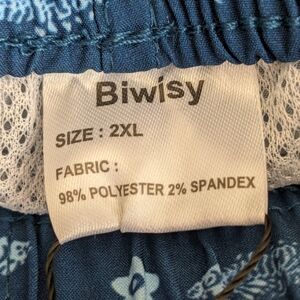 Biwisy
SIZE : 2XL
FABRIC :
98% POLYESTER 2% SPANDEX